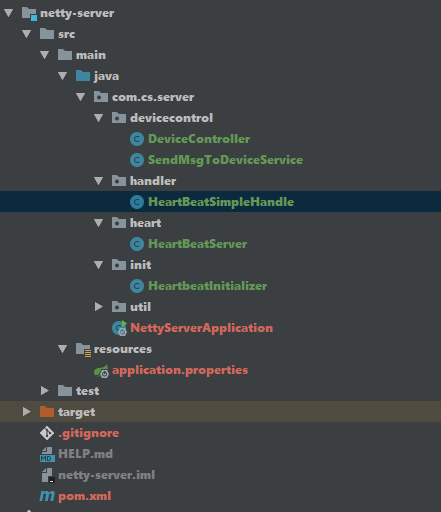 netty-server
src
main
java
com.cs.server
devicecontrol
DeviceController
SendMsgToDeviceService
handler
HeartBeatSimpleHandle
heart
HeartBeatServer
init
HeartbeatInitializer
util
NettyServerApplication
resources
application.properties
test
target
.gitignore
MD HELP.md
netty-server.iml
m pom.xml